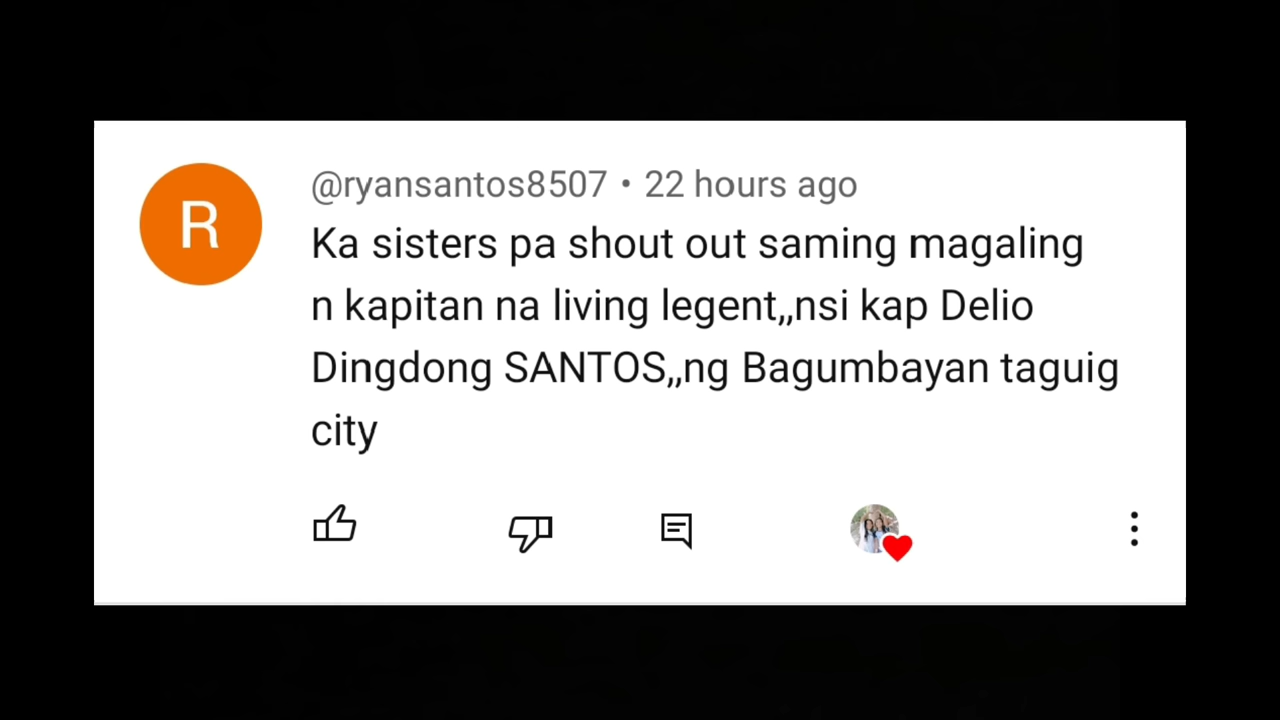 R
@ryansantos8507 • 22 hours ago
Ka sisters pa shout out saming magaling
n kapitan na living legent,,nsi kap Delio
Dingdong SANTOS,,ng Bagumbayan taguig
city